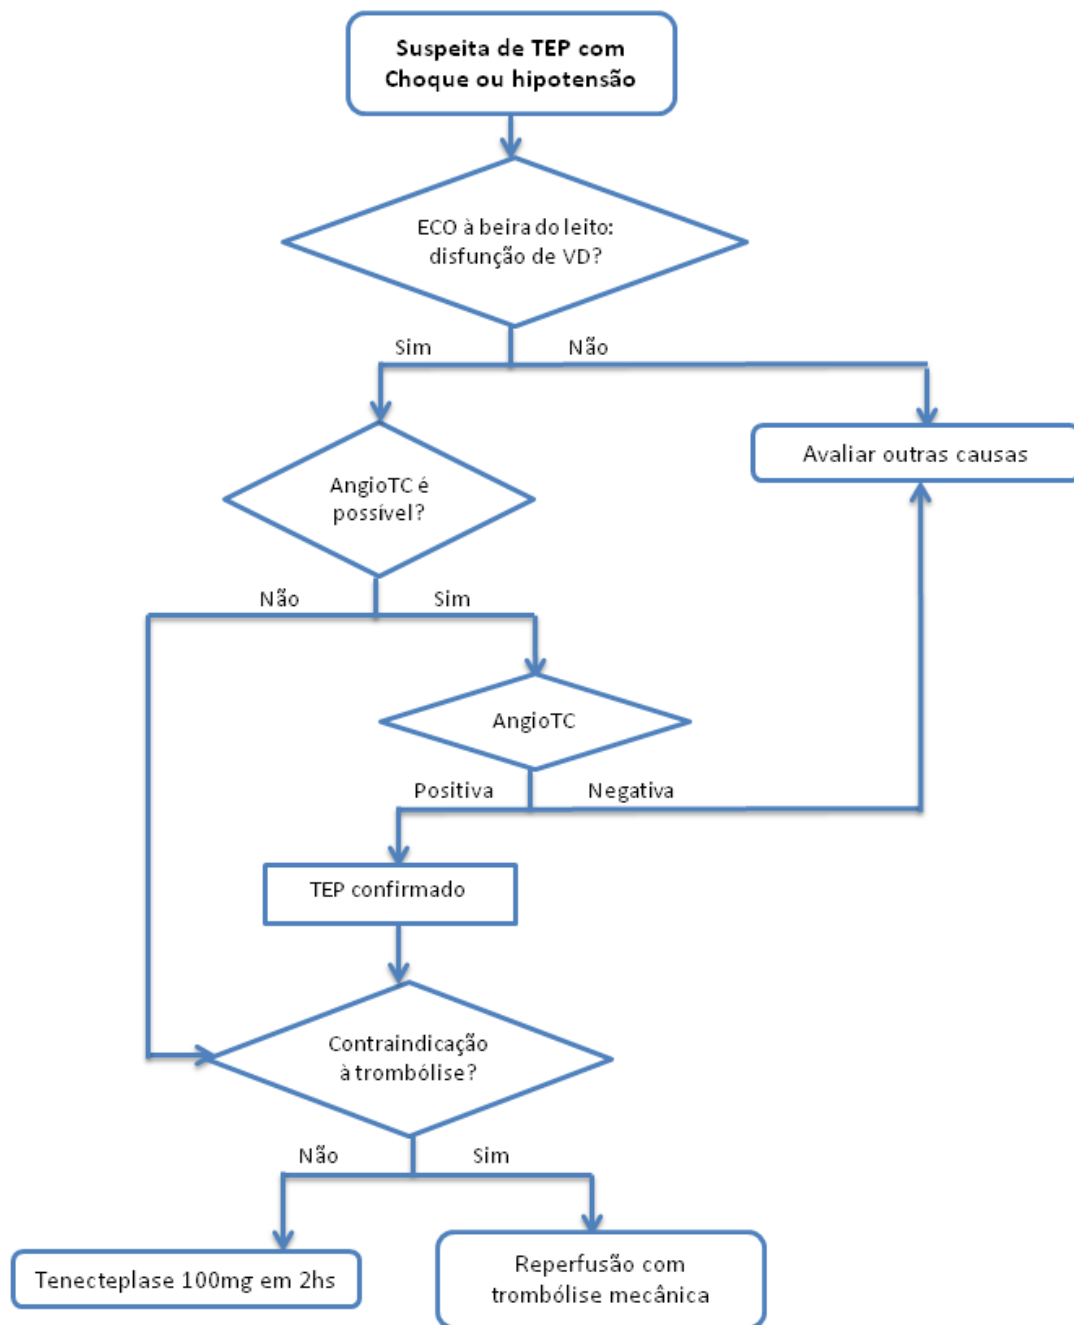 Suspeita de TEP com
Choque ou hipotensão
ECO à beira do leito:
disfunção de VD?
Sim
Não
Avaliar outras causas
AngioTC é
possível?
Não
Sim
AngioTC
Positiva
Negativa
TEP confirmado
Contraindicação
à trombólise?
Não
Sim
Tenecteplase 100mg em 2hs
Reperfusão com
trombólise mecânica